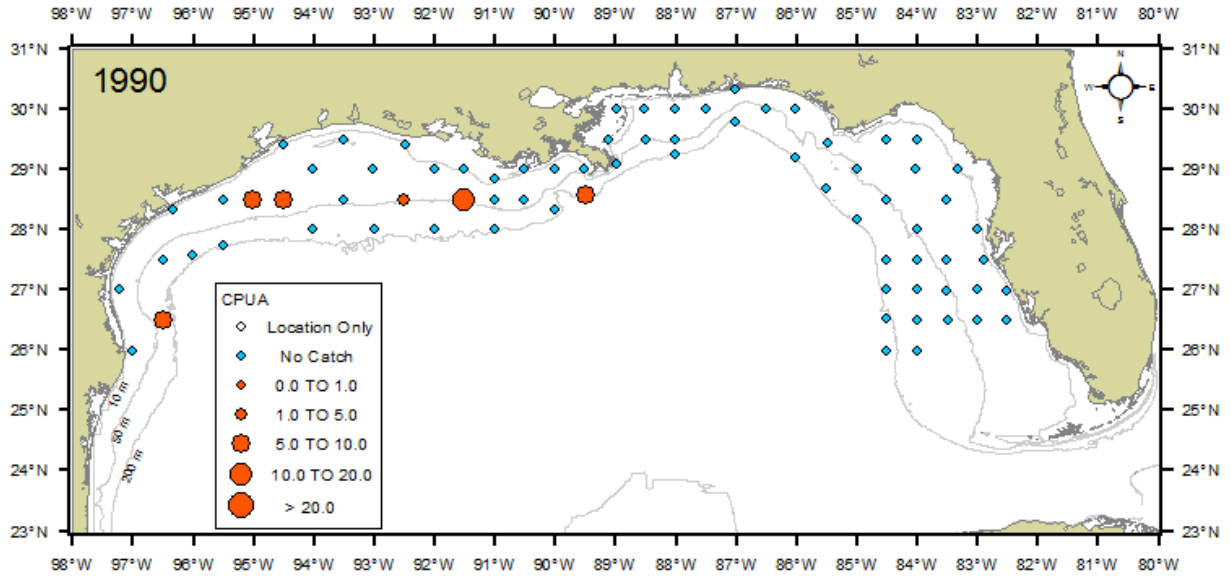 98°W 97°W 96°W 95°W 94°W 93°W 92°W 91°W 90°W 89°W 88°W 87°W 86°W 85°W 84°W 83°W 82°W 81°W 80°W
31°N 31°N
1990
N
W E
S
30°N 30°N
29°N 29°N
28°N 28°N
27°N 27°N
CPUA
Location Only
No Catch
0.0 TO 1.0
1.0 TO 5.0
5.0 TO 10.0
10.0 TO 20.0
> 20.0
26°N 26°N
10 m
50 m
200 m
25°N 25°N
24°N 24°N
23°N 23°N
98°W 97°W 96°W 95°W 94°W 93°W 92°W 91°W 90°W 89°W 88°W 87°W 86°W 85°W 84°W 83°W 82°W 81°W 80°W